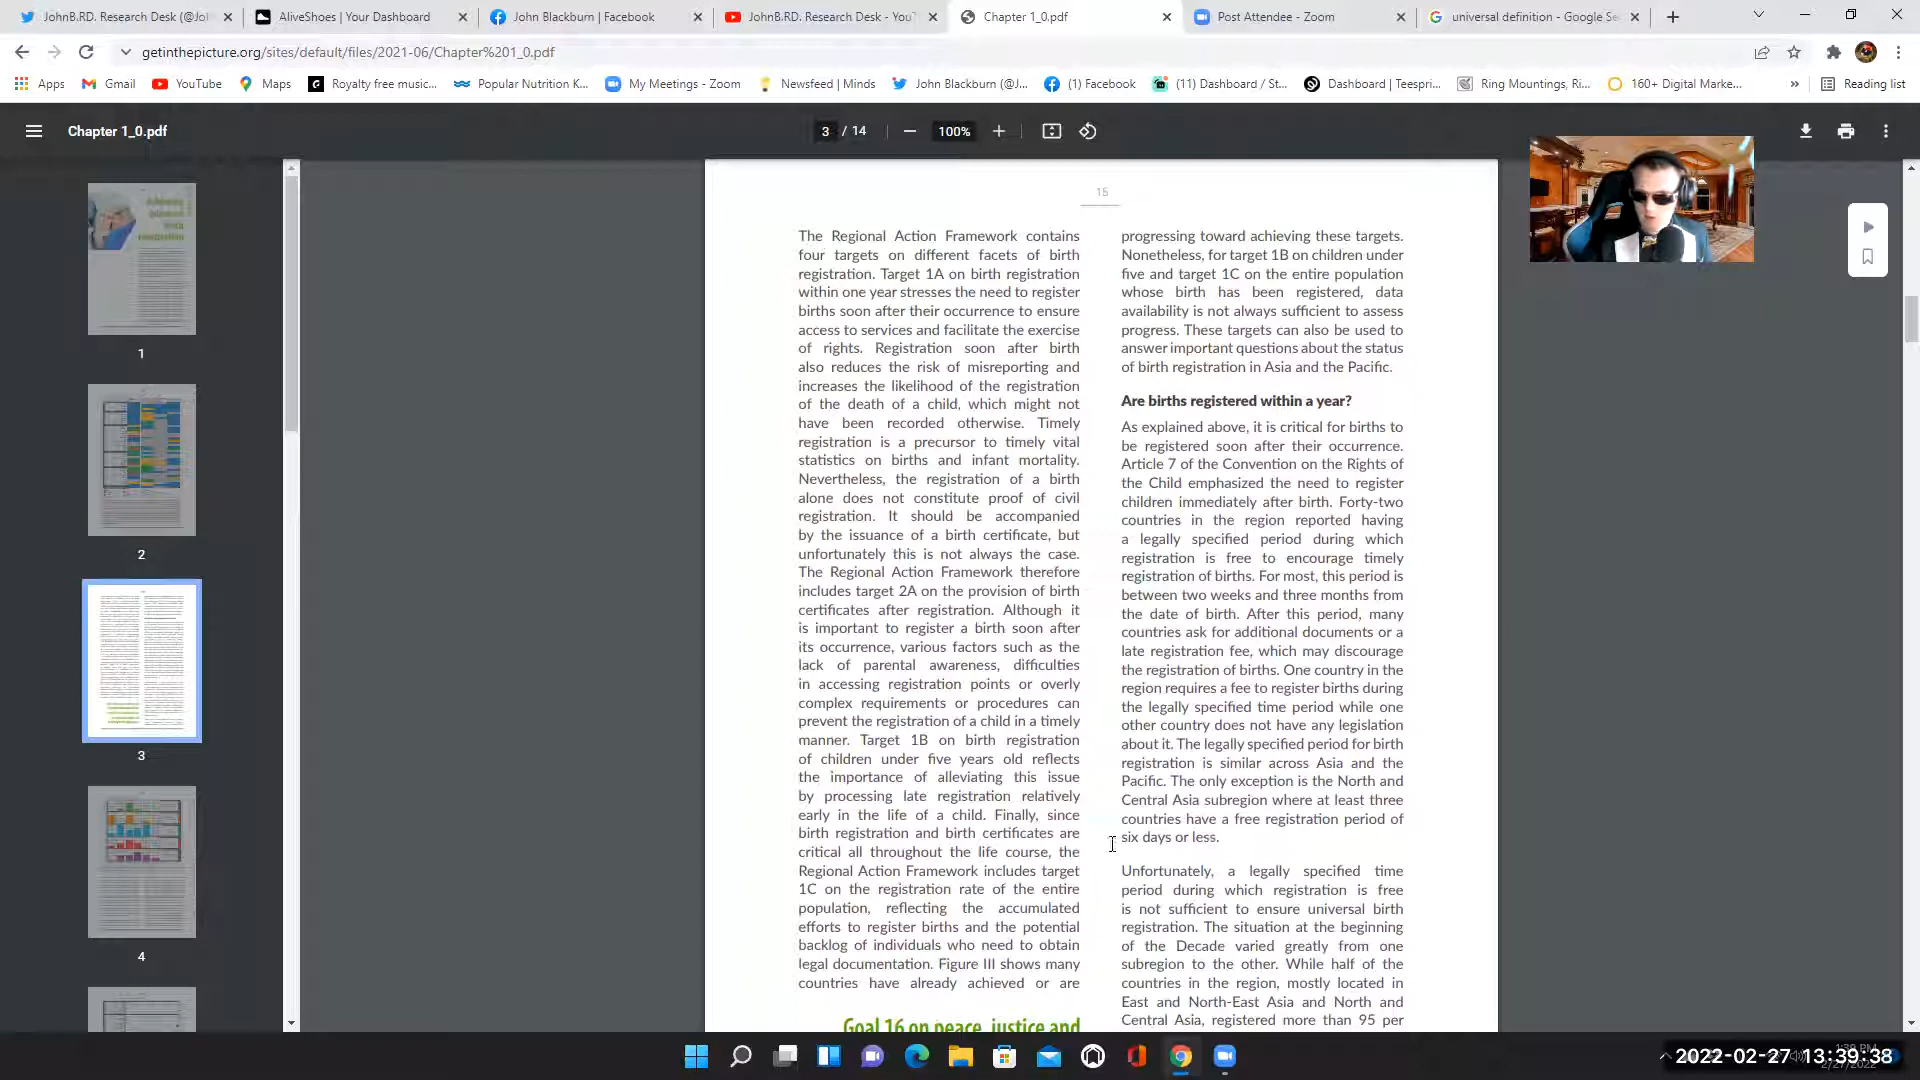 JohnB.RD. Research Desk (@Jo
AliveShoes | Your Dashboard
John Blackburn | Facebook
JohnB.RD. Research Desk - You
Chapter 1_0.pdf
Post Attendee - Zoom
universal definition - Google Se
getinthepicture.org/sites/default/files/2021-06/Chapter%201_0.pdf
Apps
Gmail
YouTube
Maps
Royalty free music...
Popular Nutrition K...
My Meetings - Zoom
Newsfeed | Minds
John Blackburn (@J...
(1) Facebook
(11) Dashboard / St...
Dashboard | Teespri...
Ring Mountings, Ri...
160+ Digital Marke...
»
Reading list
Chapter 1_0.pdf
3 / 14
100%
1
2
3
4
15
The Regional Action Framework contains
four targets on different facets of birth
registration. Target 1A on birth registration
within one year stresses the need to register
births soon after their occurrence to ensure
access to services and facilitate the exercise
of rights. Registration soon after birth
also reduces the risk of misreporting and
increases the likelihood of the registration
of the death of a child, which might not
have been recorded otherwise. Timely
registration is a precursor to timely vital
statistics on births and infant mortality.
Nevertheless, the registration of a birth
alone does not constitute proof of civil
registration. It should be accompanied
by the issuance of a birth certificate, but
unfortunately this is not always the case.
The Regional Action Framework therefore
includes target 2A on the provision of birth
certificates after registration. Although it
is important to register a birth soon after
its occurrence, various factors such as the
lack of parental awareness, difficulties
in accessing registration points or overly
complex requirements or procedures can
prevent the registration of a child in a timely
manner. Target 1B on birth registration
of children under five years old reflects
the importance of alleviating this issue
by processing late registration relatively
early in the life of a child. Finally, since
birth registration and birth certificates are
critical all throughout the life course, the
Regional Action Framework includes target
1C on the registration rate of the entire
population, reflecting the accumulated
efforts to register births and the potential
backlog of individuals who need to obtain
legal documentation. Figure III shows many
countries have already achieved or are
Goal 16 on peace, justice and
progressing toward achieving these targets.
Nonetheless, for target 1B on children under
five and target 1C on the entire population
whose birth has been registered, data
availability is not always sufficient to assess
progress. These targets can also be used to
answer important questions about the status
of birth registration in Asia and the Pacific.
Are births registered within a year?
As explained above, it is critical for births to
be registered soon after their occurrence.
Article 7 of the Convention on the Rights of
the Child emphasized the need to register
children immediately after birth. Forty-two
countries in the region reported having
a legally specified period during which
registration is free to encourage timely
registration of births. For most, this period is
between two weeks and three months from
the date of birth. After this period, many
countries ask for additional documents or a
late registration fee, which may discourage
the registration of births. One country in the
region requires a fee to register births during
the legally specified time period while one
other country does not have any legislation
about it. The legally specified period for birth
registration is similar across Asia and the
Pacific. The only exception is the North and
Central Asia subregion where at least three
countries have a free registration period of
six days or less.
Unfortunately, a legally specified time
period during which registration is free
is not sufficient to ensure universal birth
registration. The situation at the beginning
of the Decade varied greatly from one
subregion to the other. While half of the
countries in the region, mostly located in
East and North-East Asia and North and
Central Asia, registered more than 95 per
2022-02-27 13:39:38